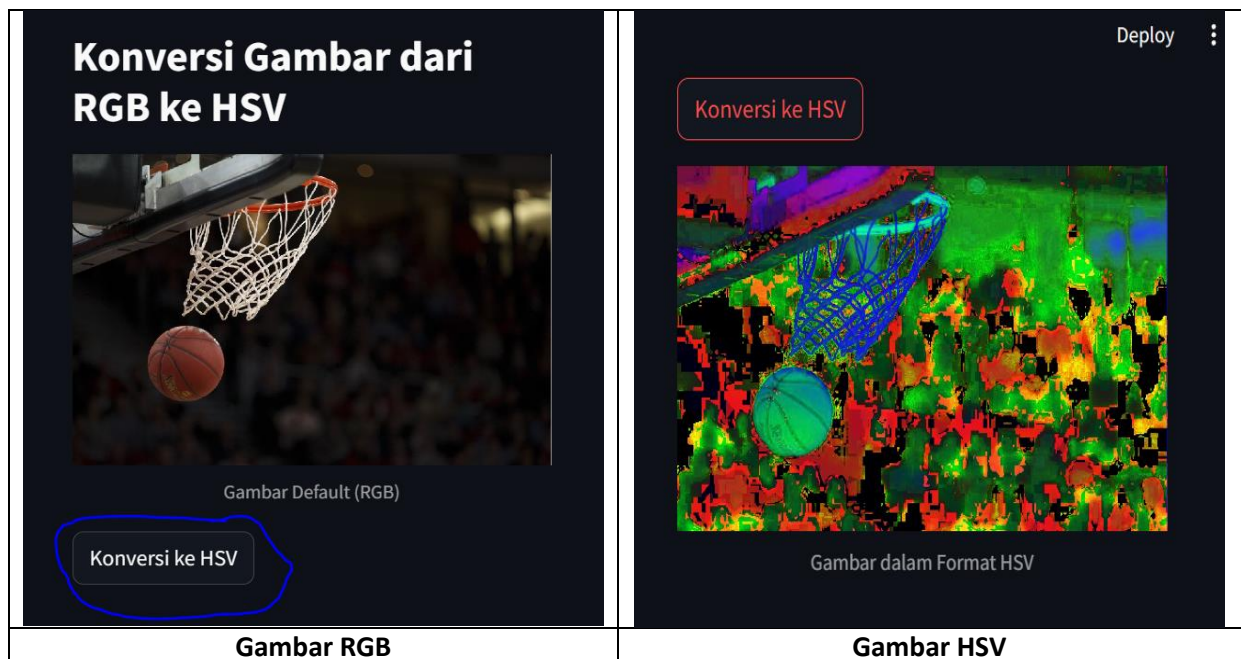 Konversi Gambar dari
RGB ke HSV
Gambar Default (RGB)
Konversi ke HSV
Deploy
Konversi ke HSV
Gambar dalam Format HSV
Gambar RGB
Gambar HSV